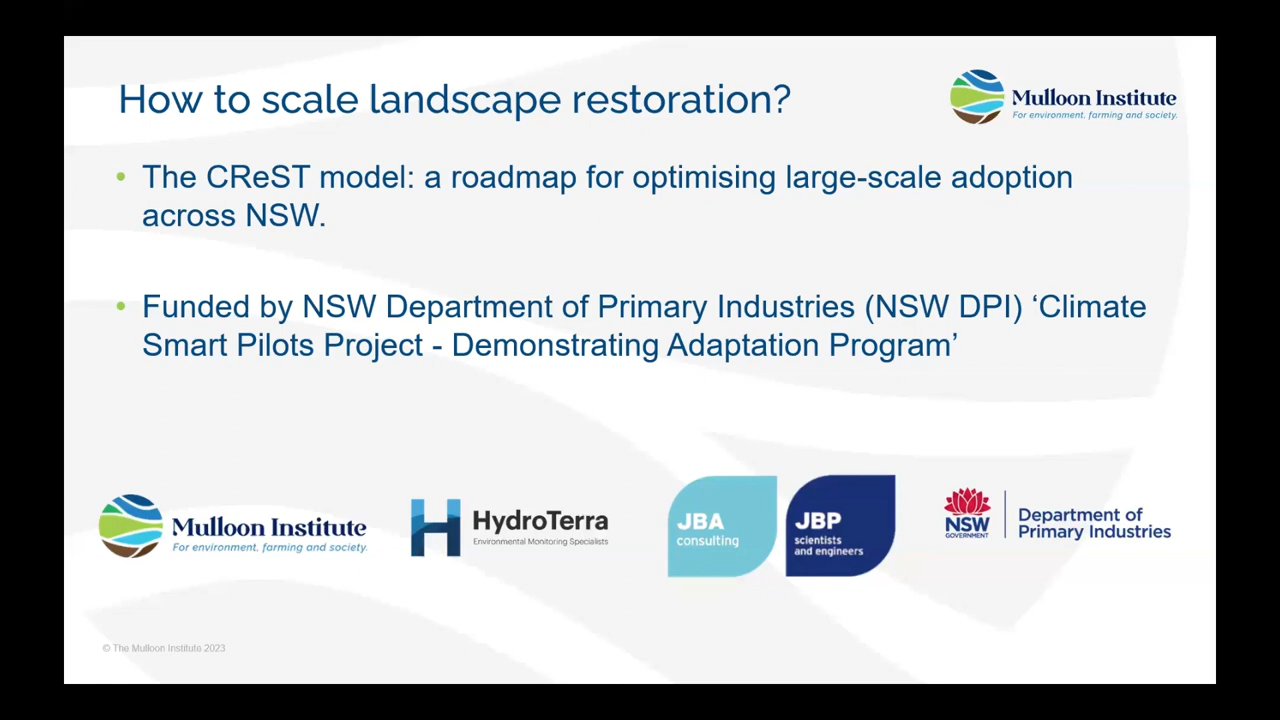 How to scale landscape restoration?
Mulloon Institute
For environment, farming and society.
• The CReST model: a roadmap for optimising large-scale adoption
across NSW.
• Funded by NSW Department of Primary Industries (NSW DPI) ‘Climate
Smart Pilots Project - Demonstrating Adaptation Program’
Mulloon Institute
For environment, farming and society.
HydroTerra
Environmental Monitoring Specialists
JBA
consulting
JBP
scientists
and engineers
NSW
GOVERNMENT
Department of
Primary Industries
© The Mulloon Institute 2023